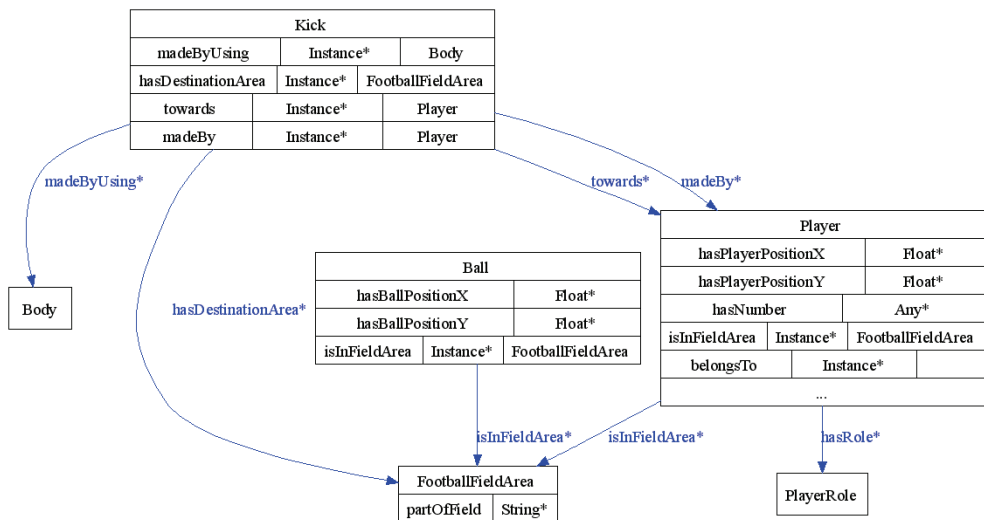 Kick
madeByUsing Instance* Body
hasDestinationArea Instance* FootballFieldArea
towards Instance* Player
madeBy Instance* Player
madeByUsing*
towards*
madeBy*
Player
hasPlayerPositionX Float*
hasPlayerPositionY Float*
hasNumber Any*
isInFieldArea Instance* FootballFieldArea
belongsTo Instance*
...
Ball
hasBallPositionX Float*
hasBallPositionY Float*
isInFieldArea Instance* FootballFieldArea
Body
hasDestinationArea*
isInFieldArea*
isInFieldArea*
hasRole*
FootballFieldArea
partOfField String*
PlayerRole